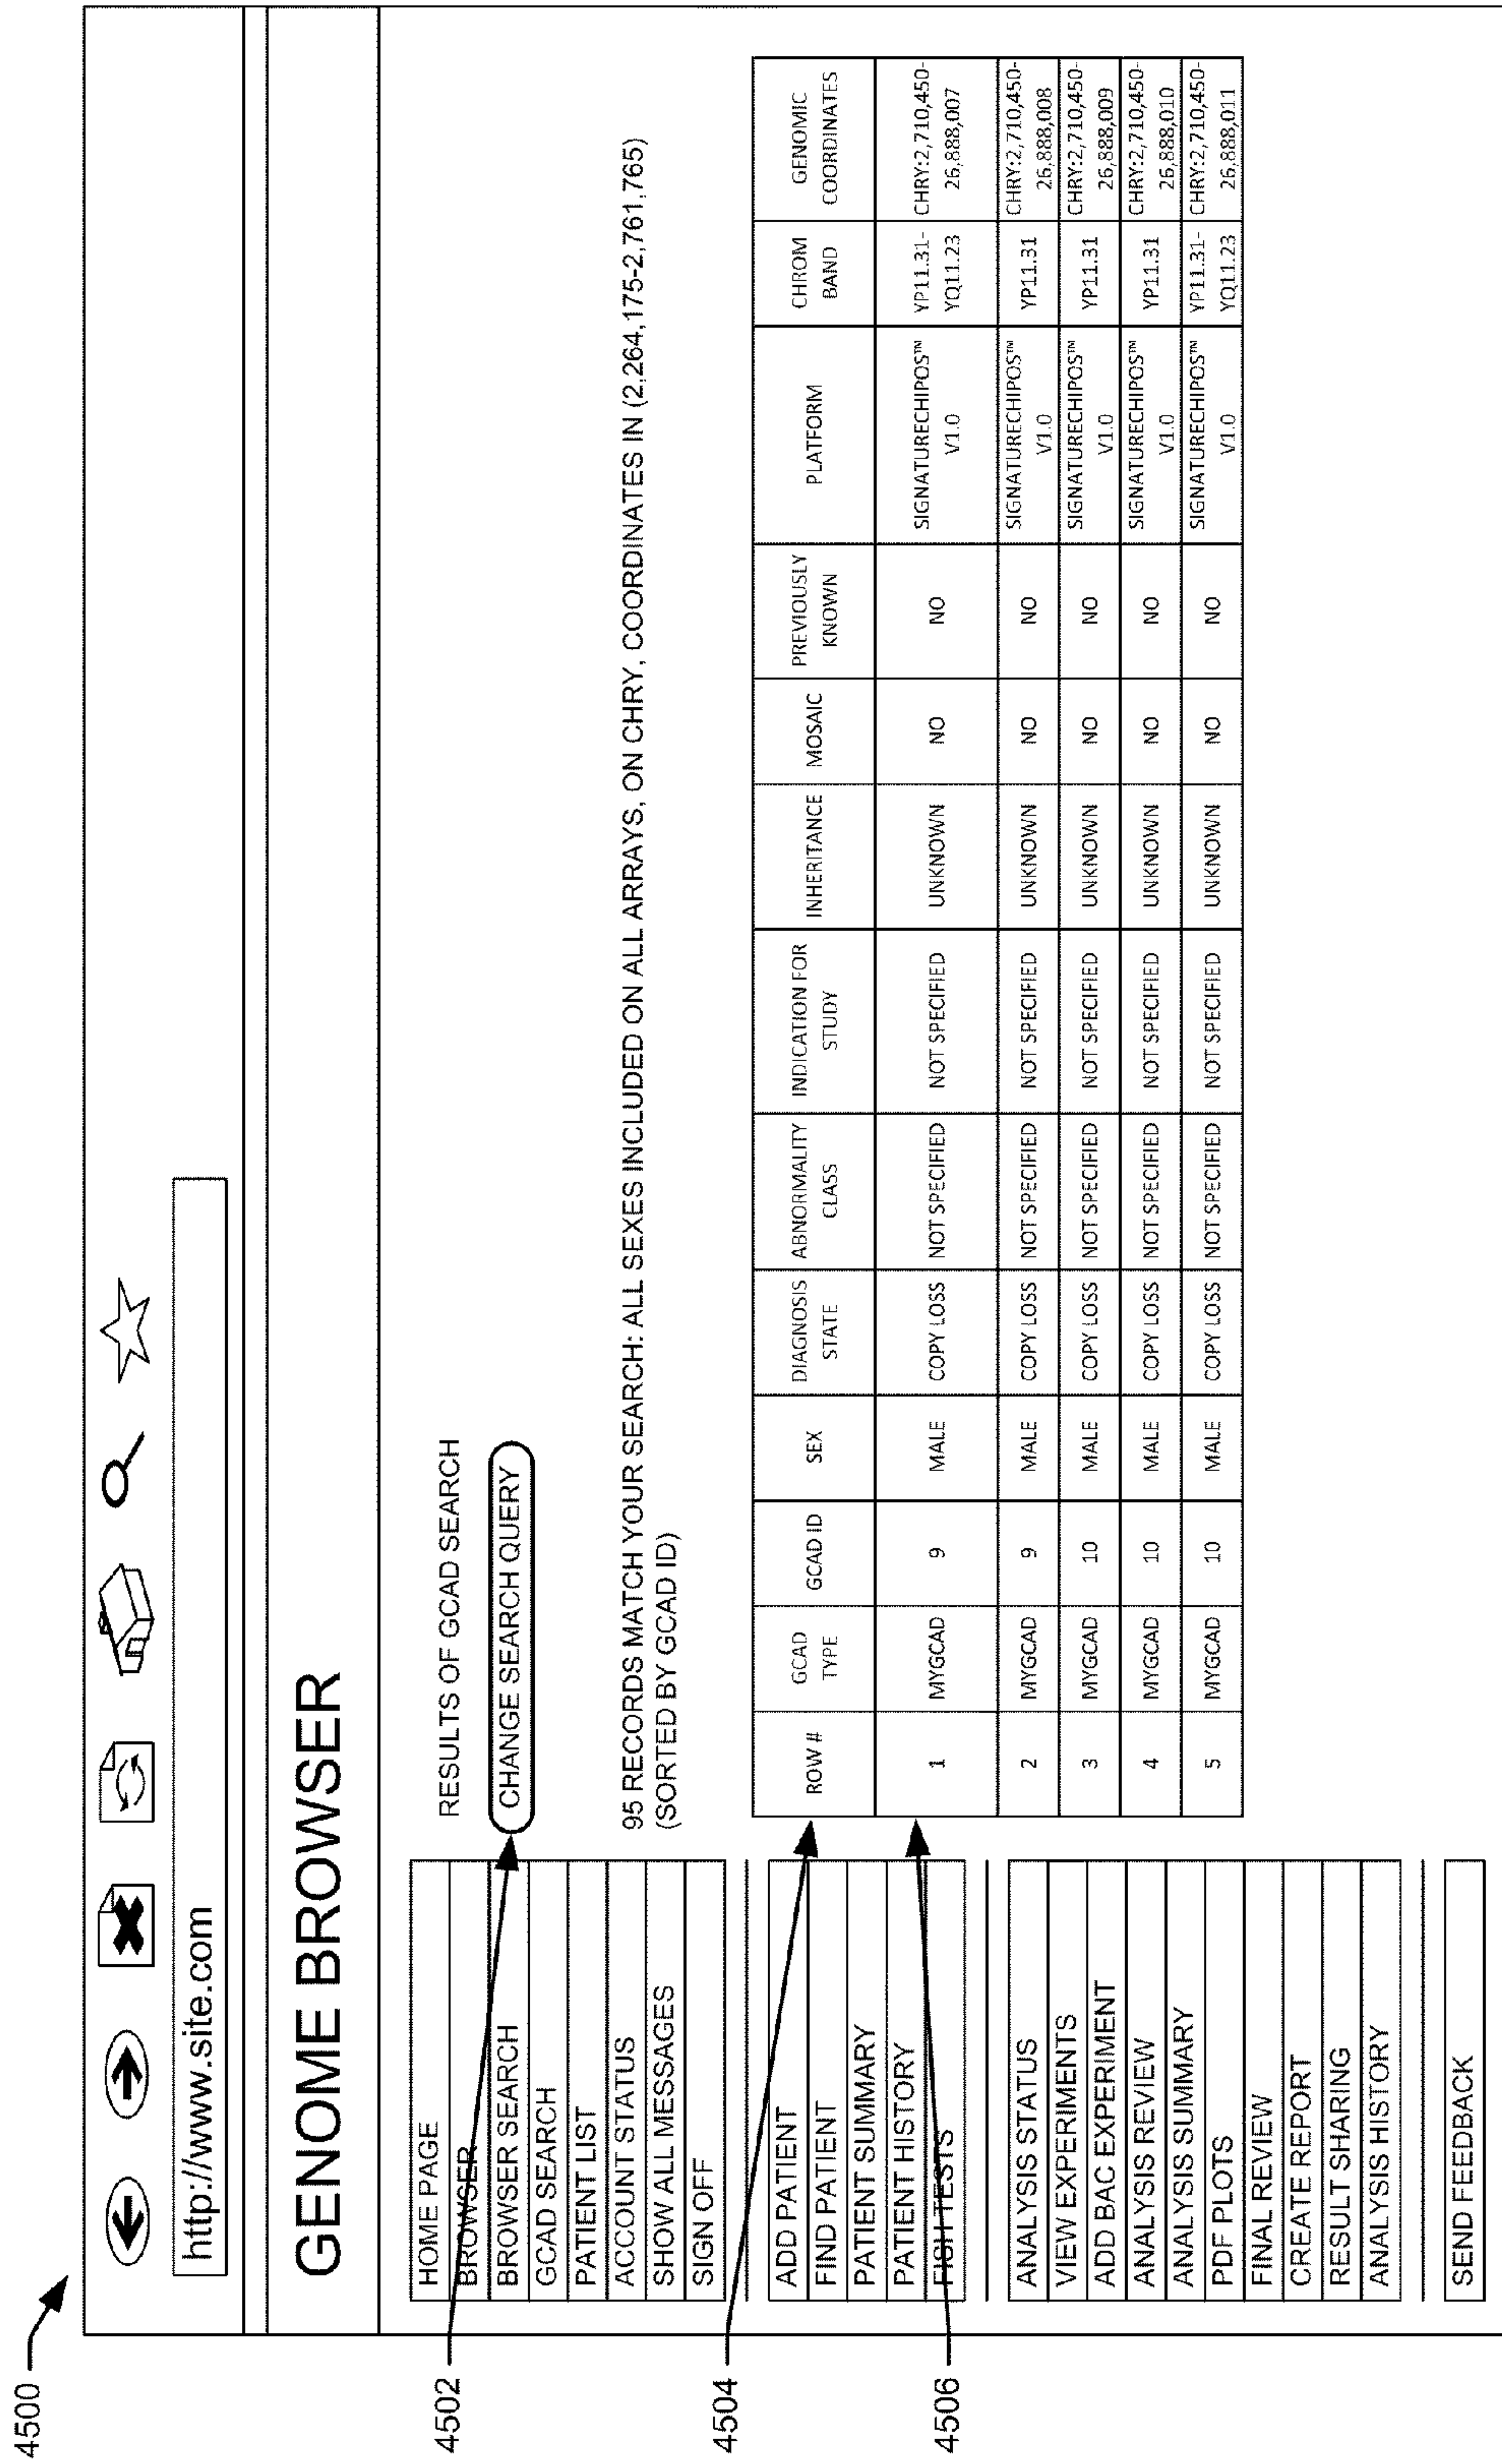 4500
http://www.site.com
GENOME BROWSER
HOME PAGE
BROWSER
BROWSER SEARCH
GCAD SEARCH
PATIENT LIST
ACCOUNT STATUS
SHOW ALL MESSAGES
SIGN OFF
ADD PATIENT
FIND PATIENT
PATIENT SUMMARY
PATIENT HISTORY
FISH TESTS
ANALYSIS STATUS
VIEW EXPERIMENTS
ADD BAC EXPERIMENT
ANALYSIS REVIEW
ANALYSIS SUMMARY
PDF PLOTS
FINAL REVIEW
CREATE REPORT
RESULT SHARING
ANALYSIS HISTORY
SEND FEEDBACK
4502
4504
4506
RESULTS OF GCAD SEARCH
CHANGE SEARCH QUERY
95 RECORDS MATCH YOUR SEARCH: ALL SEXES INCLUDED ON ALL ARRAYS, ON CHRY, COORDINATES IN (2,264,175-2,761,765)
(SORTED BY GCAD ID)
ROW # GCAD TYPE GCAD ID SEX DIAGNOSIS STATE ABNORMALITY CLASS INDICATION FOR STUDY INHERITANCE MOSAIC PREVIOUSLY KNOWN PLATFORM CHROM BAND GENOMIC COORDINATES
1 MYGCAD 9 MALE COPY LOSS NOT SPECIFIED NOT SPECIFIED UNKNOWN NO NO SIGNATURECHIPOS™ V1.0 YP11.31-YQ11.23 CHRY:2,710,450-26,888,007
2 MYGCAD 9 MALE COPY LOSS NOT SPECIFIED NOT SPECIFIED UNKNOWN NO NO SIGNATURECHIPOS™ V1.0 YP11.31 CHRY:2,710,450-26,888,008
3 MYGCAD 10 MALE COPY LOSS NOT SPECIFIED NOT SPECIFIED UNKNOWN NO NO SIGNATURECHIPOS™ V1.0 YP11.31 CHRY:2,710,450-26,888,009
4 MYGCAD 10 MALE COPY LOSS NOT SPECIFIED NOT SPECIFIED UNKNOWN NO NO SIGNATURECHIPOS™ V1.0 YP11.31 CHRY:2,710,450-26,888,010
5 MYGCAD 10 MALE COPY LOSS NOT SPECIFIED NOT SPECIFIED UNKNOWN NO NO SIGNATURECHIPOS™ V1.0 YP11.31-YQ11.23 CHRY:2,710,450-26,888,011